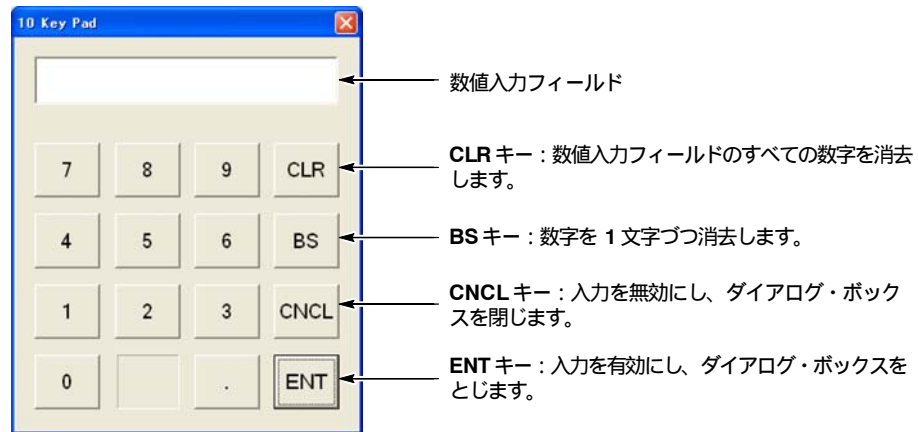 10 Key Pad
数値入力フィールド
7 8 9 CLR
CLR キー：数値入力フィールドのすべての数字を消去
します。
4 5 6 BS
BS キー：数字を 1 文字づつ消去します。
1 2 3 CNCL
CNCL キー：入力を無効にし、ダイアログ・ボック
スを閉じます。
0 . ENT
ENT キー：入力を有効にし、ダイアログ・ボックスを
とじます。